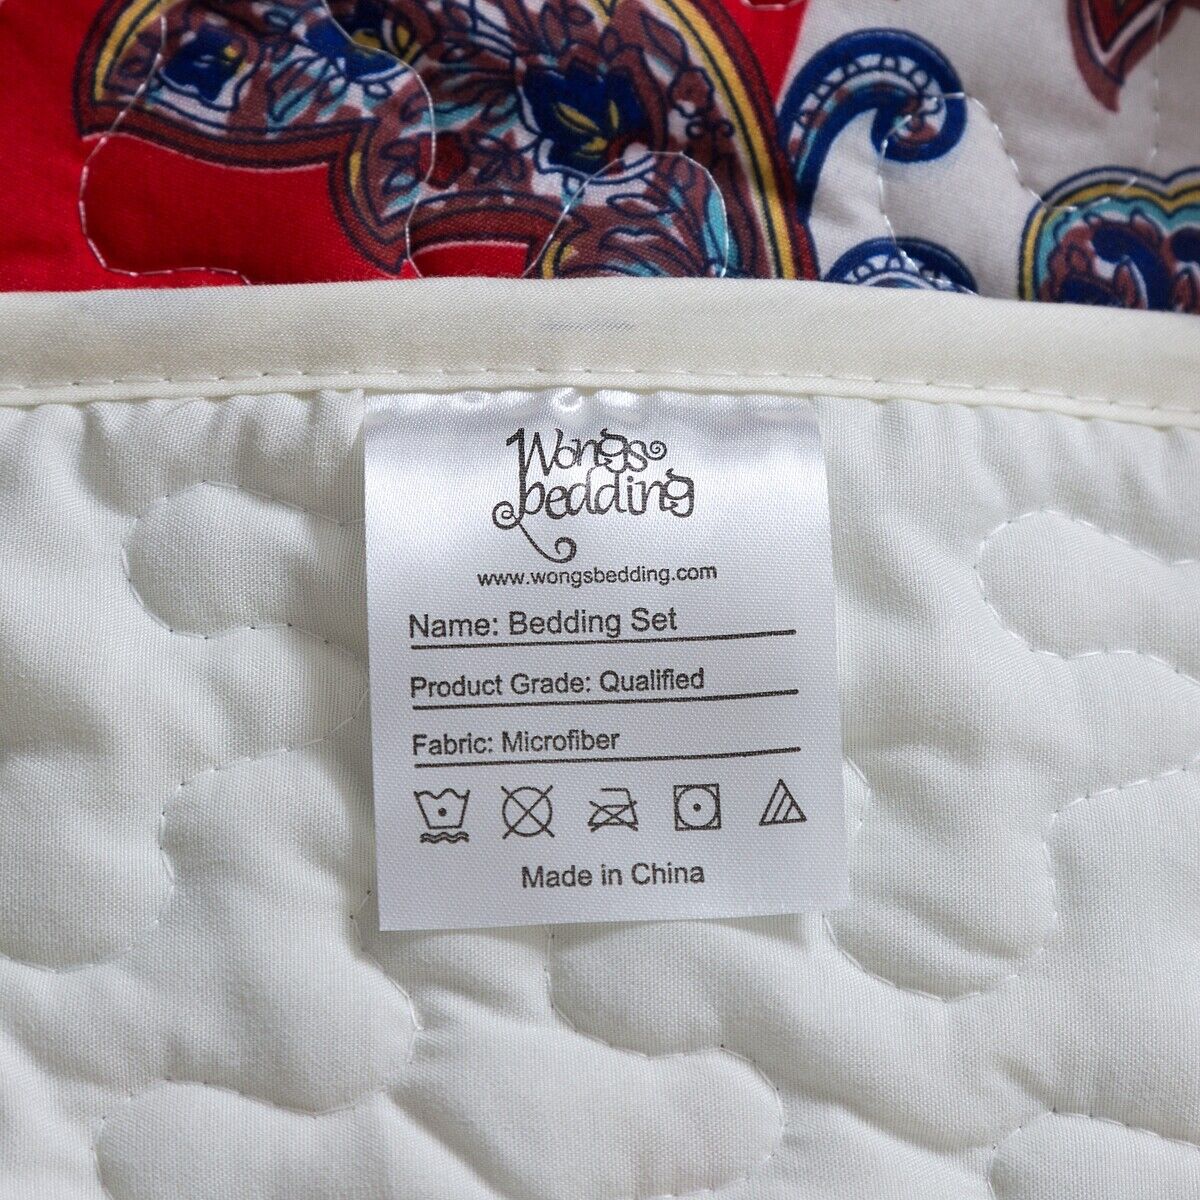 Wongs
bedding
www.wongsbedding.com
Name: Bedding Set
Product Grade: Qualified
Fabric: Microfiber
Made in China